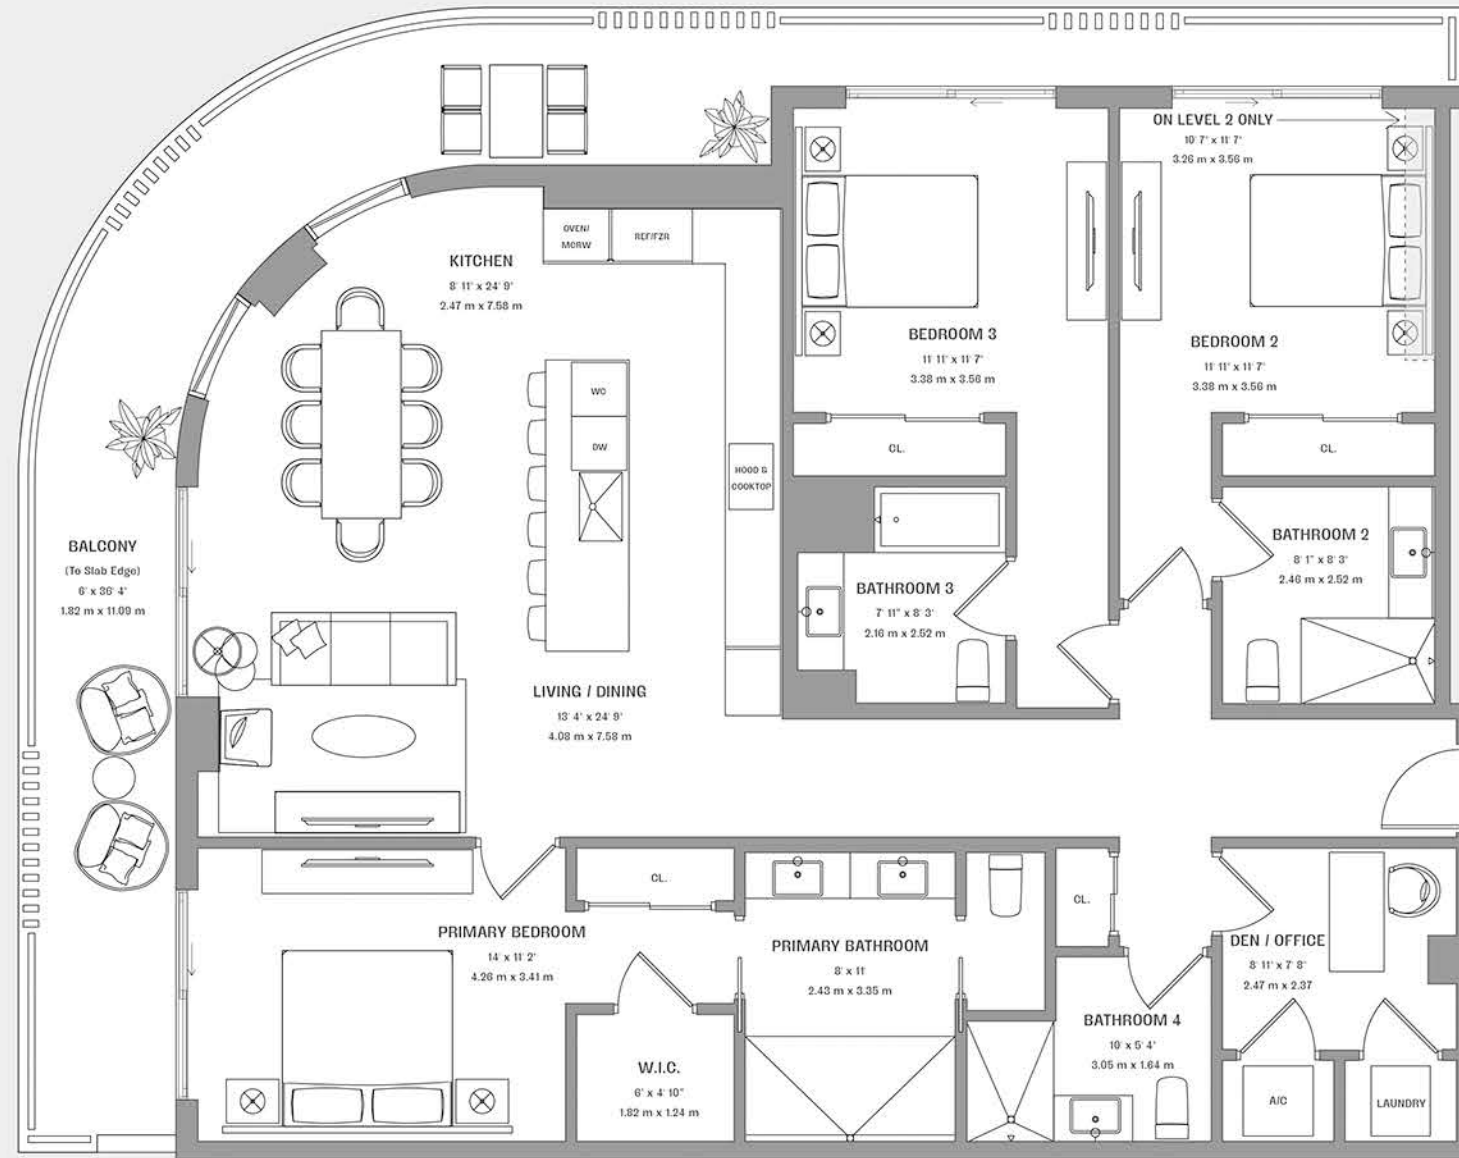 ON LEVEL 2 ONLY
10' 7" x 11' 7"
3.26 m x 3.56 m
OVEN/
MCRW
REF/FZR
KITCHEN
8' 11" x 24' 9"
2.47 m x 7.58 m
BEDROOM 3
11' 11" x 11' 7"
3.38 m x 3.56 m
BEDROOM 2
11' 11" x 11' 7"
3.38 m x 3.56 m
WC
DW
HOOD &
COOKTOP
CL.
CL.
BALCONY
(To Slab Edge)
6' x 36' 4"
1.82 m x 11.09 m
BATHROOM 3
7' 11" x 8' 3"
2.16 m x 2.52 m
BATHROOM 2
8' 1" x 8' 3"
2.46 m x 2.52 m
LIVING / DINING
13' 4" x 24' 9"
4.08 m x 7.58 m
CL.
CL.
PRIMARY BEDROOM
14' x 11' 2"
4.26 m x 3.41 m
PRIMARY BATHROOM
8' x 11'
2.43 m x 3.35 m
DEN / OFFICE
8' 11" x 7' 8"
2.47 m x 2.37
W.I.C.
6' x 4' 10"
1.82 m x 1.24 m
BATHROOM 4
10' x 5' 4"
3.05 m x 1.64 m
A/C
LAUNDRY